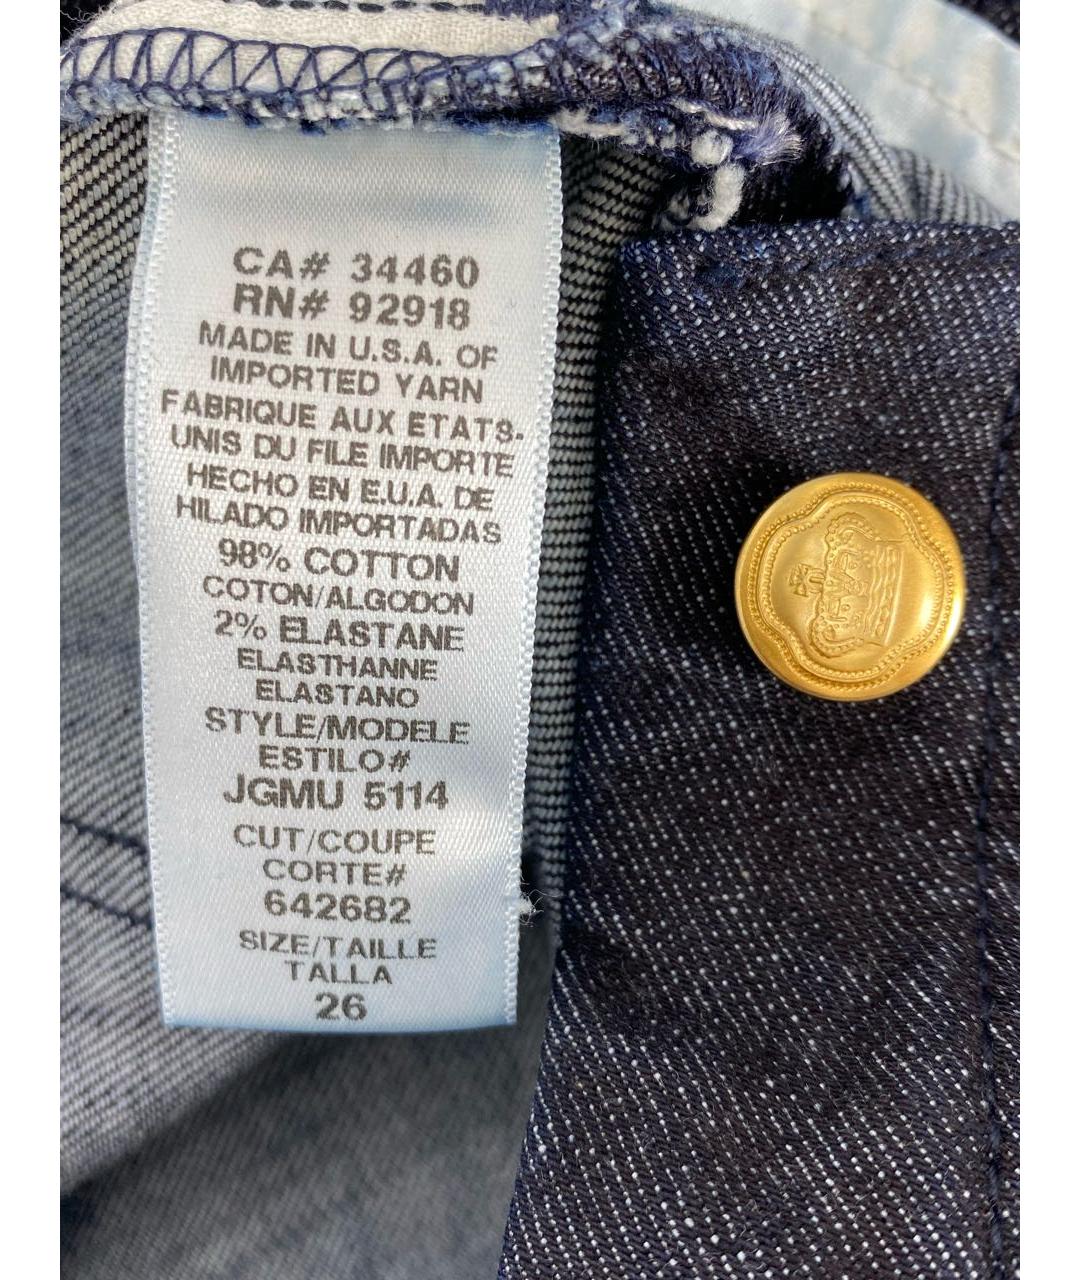 CA# 34460
RN# 92918
MADE IN U.S.A. OF
IMPORTED YARN
FABRIQUE AUX ETATS-
UNIS DU FILE IMPORTE
HECHO EN E.U.A. DE
HILADO IMPORTADAS
98% COTTON
COTON/ALGODON
2% ELASTANE
ELASTHANNE
ELASTANO
STYLE/MODELE
ESTILO#
JGMU 5114
CUT/COUPE
CORTE#
642682
SIZE/TAILLE
TALLA
26